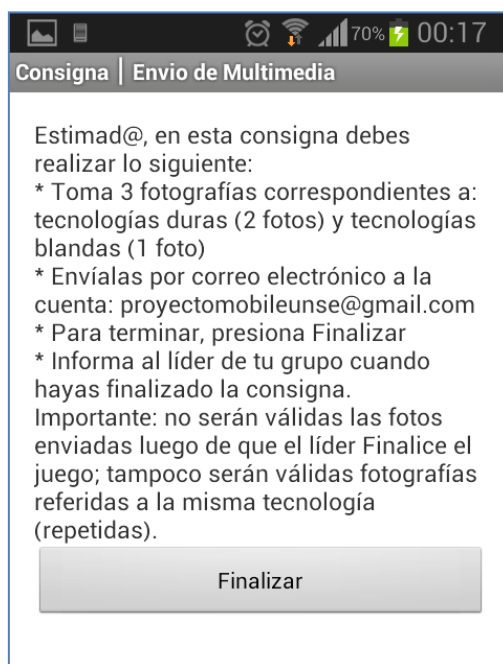 70% 00:17
Consigna | Envio de Multimedia
Estimad@, en esta consigna debes
realizar lo siguiente:
* Toma 3 fotografías correspondientes a:
tecnologías duras (2 fotos) y tecnologías
blandas (1 foto)
* Envíalas por correo electrónico a la
cuenta: proyectomobileunse@gmail.com
* Para terminar, presiona Finalizar
* Informa al líder de tu grupo cuando
hayas finalizado la consigna.
Importante: no serán válidas las fotos
enviadas luego de que el líder Finalice el
juego; tampoco serán válidas fotografías
referidas a la misma tecnología
(repetidas).
Finalizar